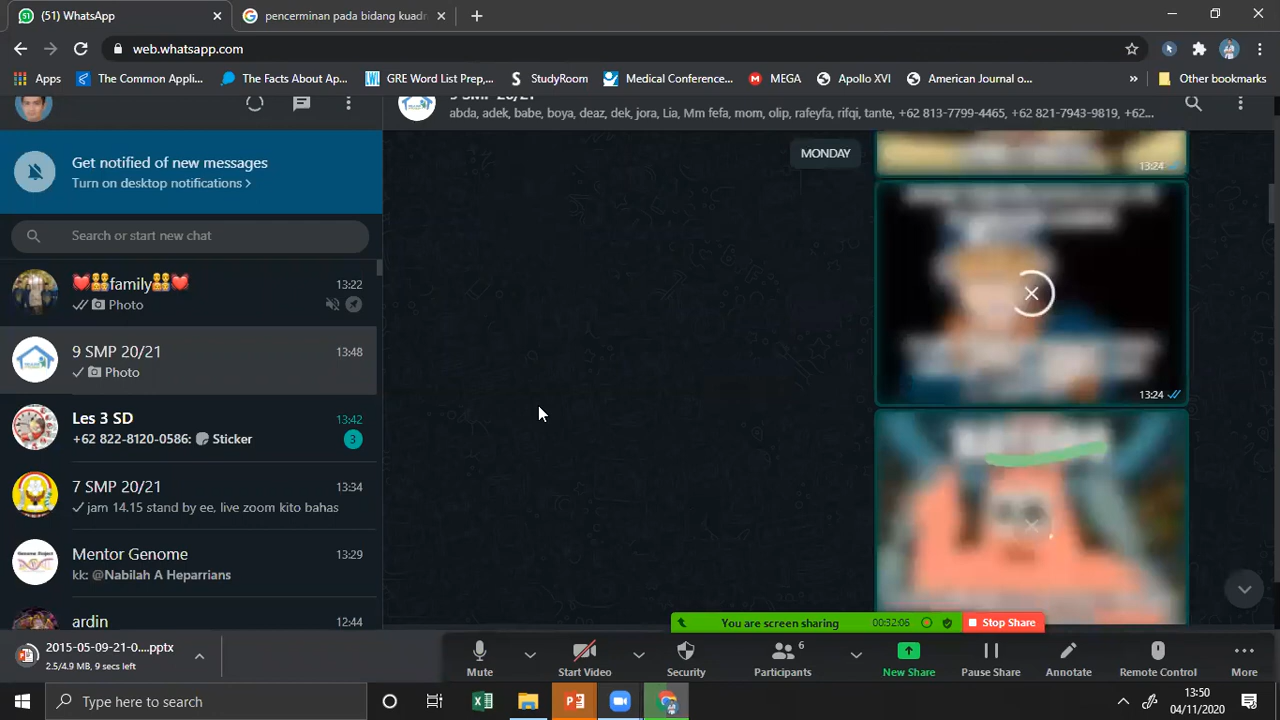 (51) WhatsApp
pencerminan pada bidang kuadr
web.whatsapp.com
Apps
The Common Appli...
The Facts About Ap...
GRE Word List Prep,...
StudyRoom
Medical Conference...
MEGA
Apollo XVI
American Journal o...
Other bookmarks
9 SMP 20/21
abda, adek, babe, boya, deaz, dek, jora, Lia, Mm fefa, mom, olip, rafeyfa, rifqi, tante, +62 813-7799-4465, +62 821-7943-9819, +62...
Get notified of new messages
Turn on desktop notifications >
Search or start new chat
family 13:22
Photo
9 SMP 20/21 13:48
Photo
Les 3 SD 13:42
+62 822-8120-0586: Sticker 3
7 SMP 20/21 13:34
jam 14.15 stand by ee, live zoom kito bahas
Mentor Genome 13:29
kk: @Nabilah A Heparrians
ardin 12:44
MONDAY
13:24
13:24
You are screen sharing 00:32:06 Stop Share
2015-05-09-21-0....pptx
2.5/4.9 MB, 9 secs left
Mute
Start Video
Security
Participants 6
New Share
Pause Share
Annotate
Remote Control
More
Type here to search
13:50
04/11/2020